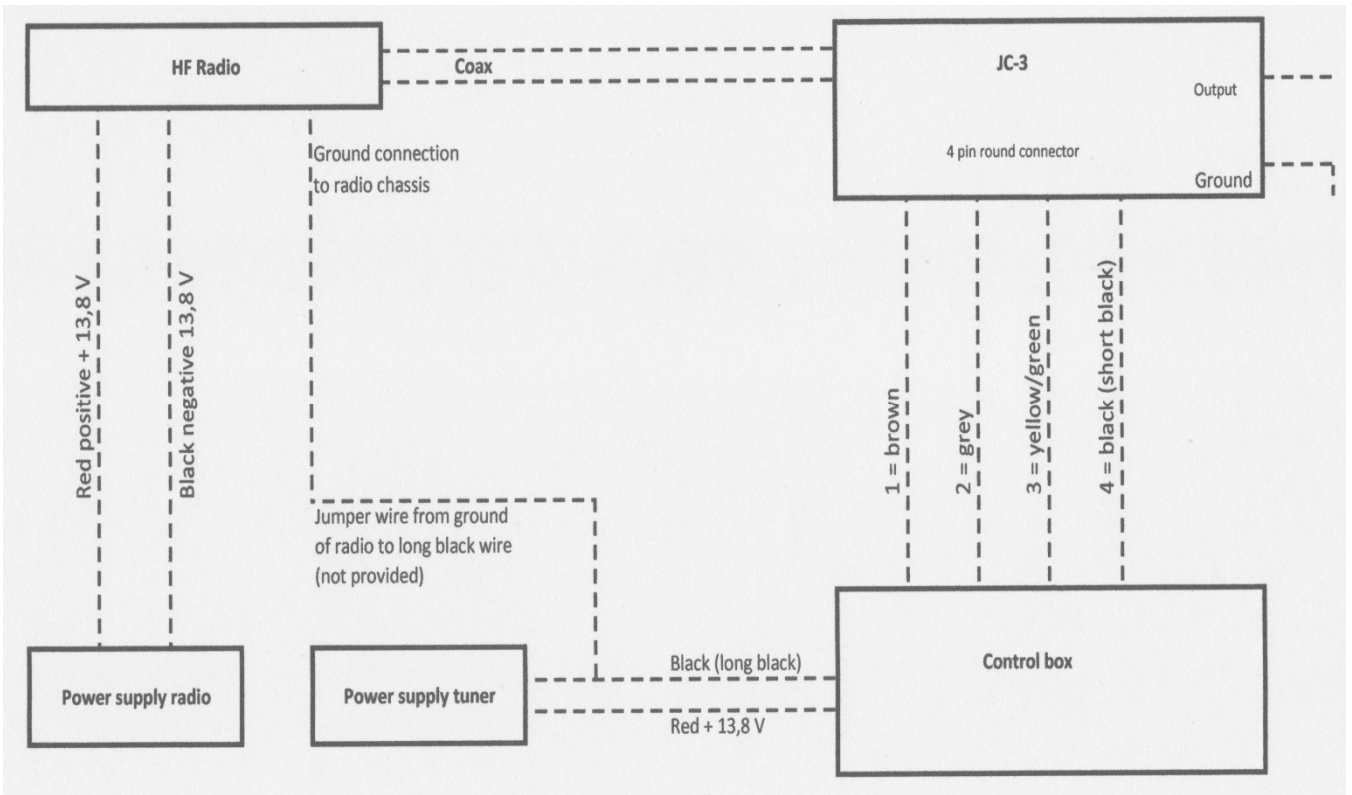 HF Radio
Coax
JC-3
Output
4 pin round connector
Ground
Ground connection
to radio chassis
Red positive + 13,8 V
Black negative 13,8 V
1 = brown
2 = grey
3 = yellow/green
4 = black (short black)
Jumper wire from ground
of radio to long black wire
(not provided)
Power supply radio
Power supply tuner
Black (long black)
Red + 13,8 V
Control box